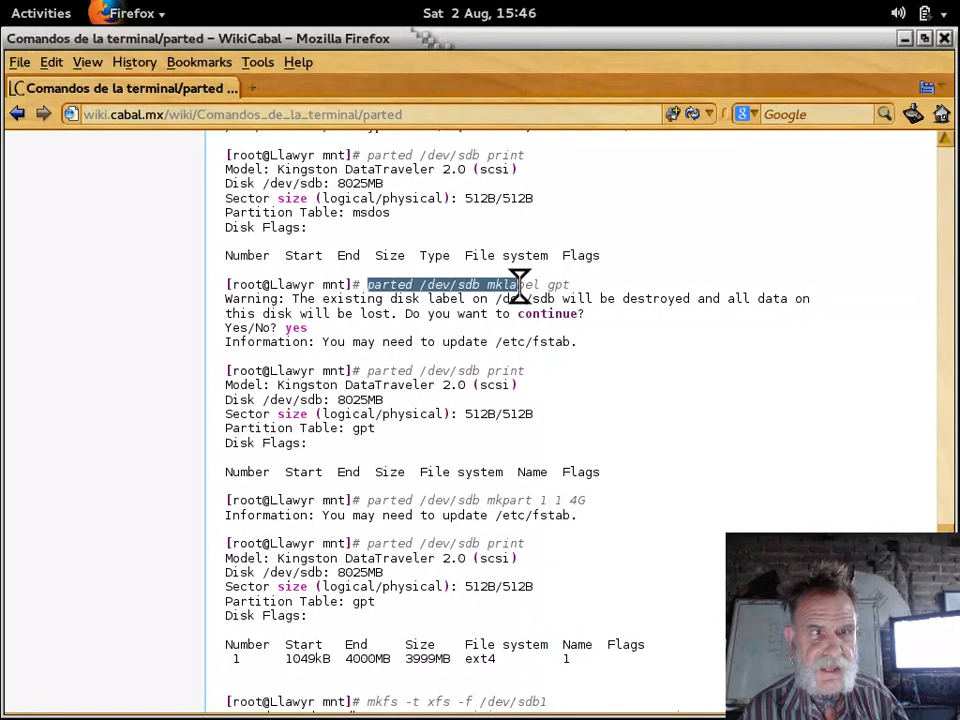 Activities Firefox Sat 2 Aug, 15:46
Comandos de la terminal/parted – WikiCabal – Mozilla Firefox
File Edit View History Bookmarks Tools Help
Comandos de la terminal/parted – ...
wiki.cabal.mx/wiki/Comandos_de_la_terminal/parted Google
[root@Llawyr mnt]# parted /dev/sdb print
Model: Kingston DataTraveler 2.0 (scsi)
Disk /dev/sdb: 8025MB
Sector size (logical/physical): 512B/512B
Partition Table: msdos
Disk Flags:
Number Start End Size Type File system Flags
[root@Llawyr mnt]# parted /dev/sdb mklabel gpt
Warning: The existing disk label on /dev/sdb will be destroyed and all data on
this disk will be lost. Do you want to continue?
Yes/No? yes
Information: You may need to update /etc/fstab.
[root@Llawyr mnt]# parted /dev/sdb print
Model: Kingston DataTraveler 2.0 (scsi)
Disk /dev/sdb: 8025MB
Sector size (logical/physical): 512B/512B
Partition Table: gpt
Disk Flags:
Number Start End Size File system Name Flags
[root@Llawyr mnt]# parted /dev/sdb mkpart 1 1 4G
Information: You may need to update /etc/fstab.
[root@Llawyr mnt]# parted /dev/sdb print
Model: Kingston DataTraveler 2.0 (scsi)
Disk /dev/sdb: 8025MB
Sector size (logical/physical): 512B/512B
Partition Table: gpt
Disk Flags:
Number Start End Size File system Name Flags
1 1049kB 4000MB 3999MB ext4 1
[root@Llawyr mnt]# mkfs -t xfs -f /dev/sdb1